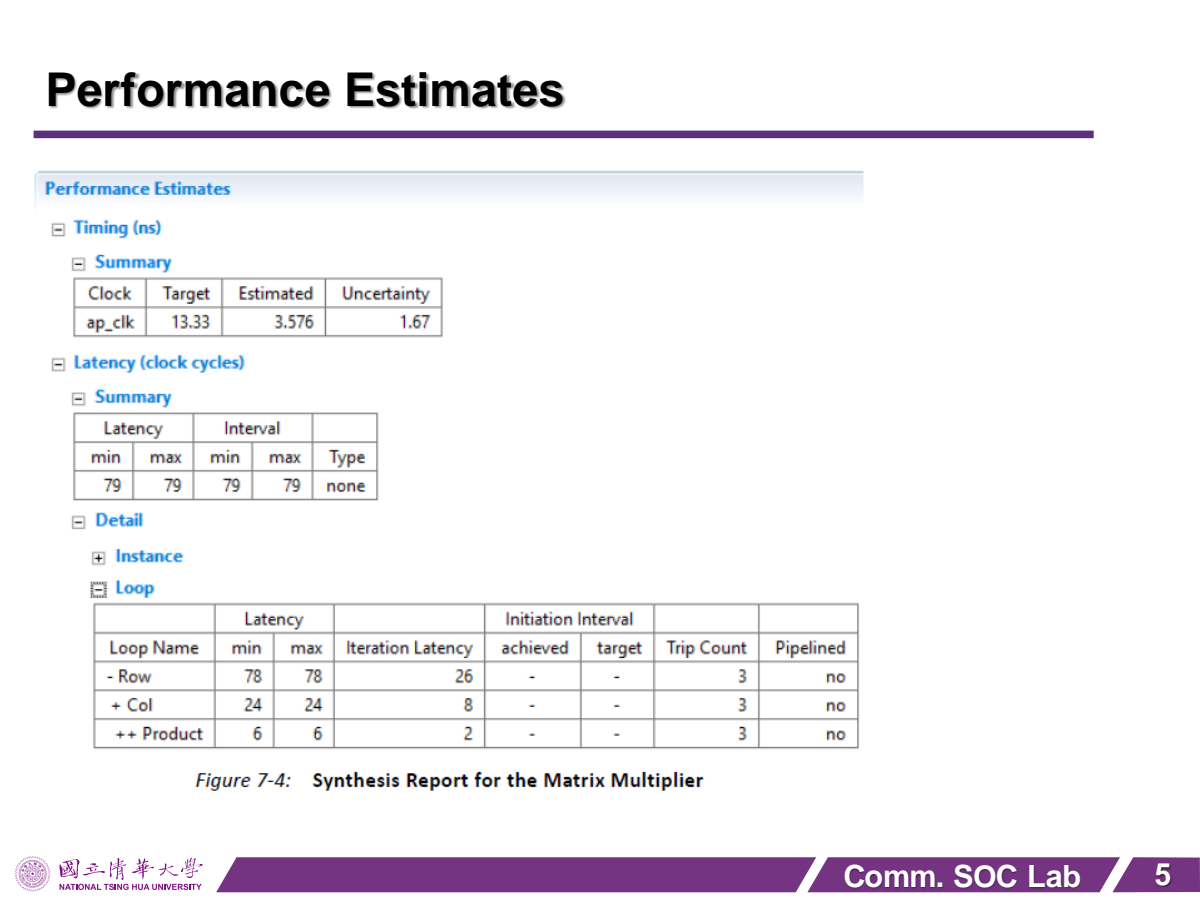 Performance Estimates
Performance Estimates
Timing (ns)
Summary
Clock Target Estimated Uncertainty
ap_clk 13.33 3.576 1.67
Latency (clock cycles)
Summary
Latency Interval
min max min max Type
79 79 79 79 none
Detail
Instance
Loop
Latency Initiation Interval
Loop Name min max Iteration Latency achieved target Trip Count Pipelined
- Row 78 78 26 - - 3 no
+ Col 24 24 8 - - 3 no
++ Product 6 6 2 - - 3 no
Figure 7-4: Synthesis Report for the Matrix Multiplier
國立清華大學
NATIONAL TSING HUA UNIVERSITY
Comm. SOC Lab 5